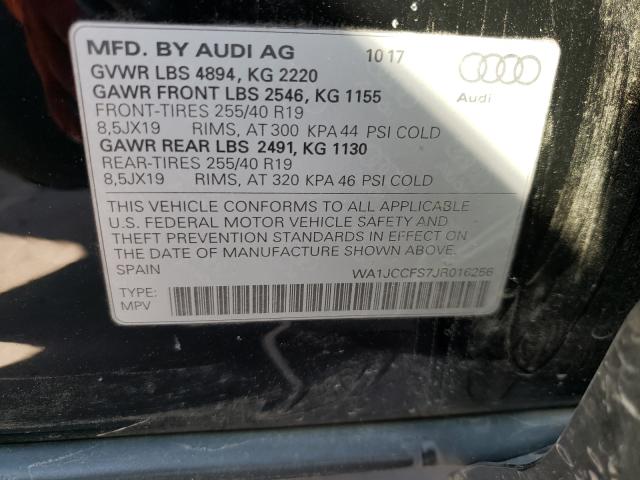 MFD. BY AUDI AG 10 17
GVWR LBS 4894, KG 2220
GAWR FRONT LBS 2546, KG 1155
FRONT-TIRES 255/40 R19
8,5JX19 RIMS, AT 300 KPA 44 PSI COLD
GAWR REAR LBS 2491, KG 1130
REAR-TIRES 255/40 R19
8,5JX19 RIMS, AT 320 KPA 46 PSI COLD
Audi
THIS VEHICLE CONFORMS TO ALL APPLICABLE
U.S. FEDERAL MOTOR VEHICLE SAFETY AND
THEFT PREVENTION STANDARDS IN EFFECT ON
THE DATE OF MANUFACTURE SHOWN ABOVE.
SPAIN WA1JCCFS7JR016256
TYPE:
MPV